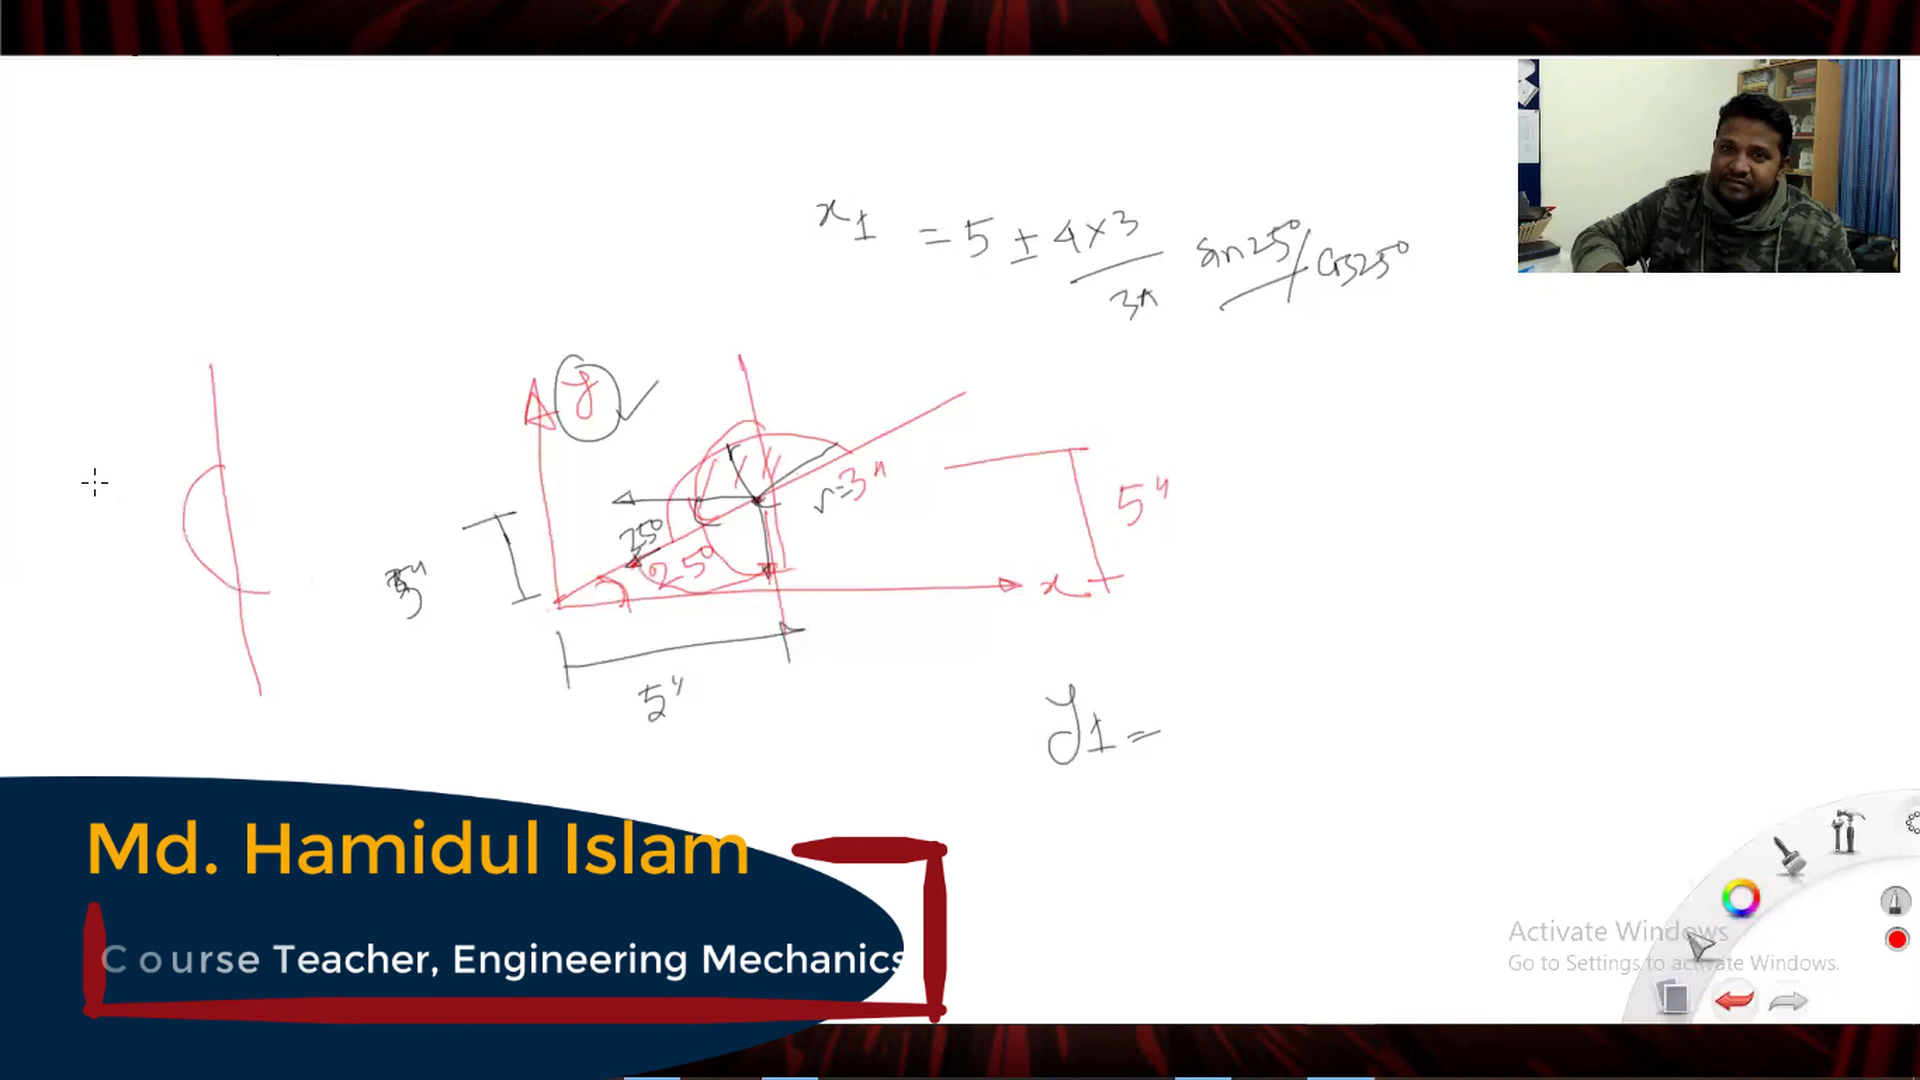 x1 = 5 ± 4×3/3π sin25°/cos25°
y
r=3"
25°
25°
5"
x
5"
y1 =
Md. Hamidul Islam
Course Teacher, Engineering Mechanics
Activate Windows
Go to Settings to activate Windows.